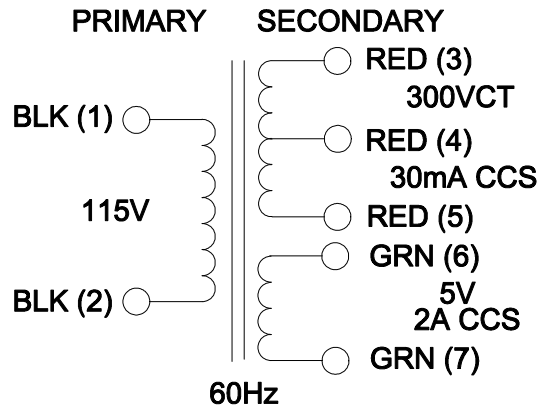 PRIMARY SECONDARY
RED (3)
300VCT
BLK (1)
RED (4)
30mA CCS
115V
RED (5)
GRN (6)
5V
BLK (2)
2A CCS
GRN (7)
60Hz